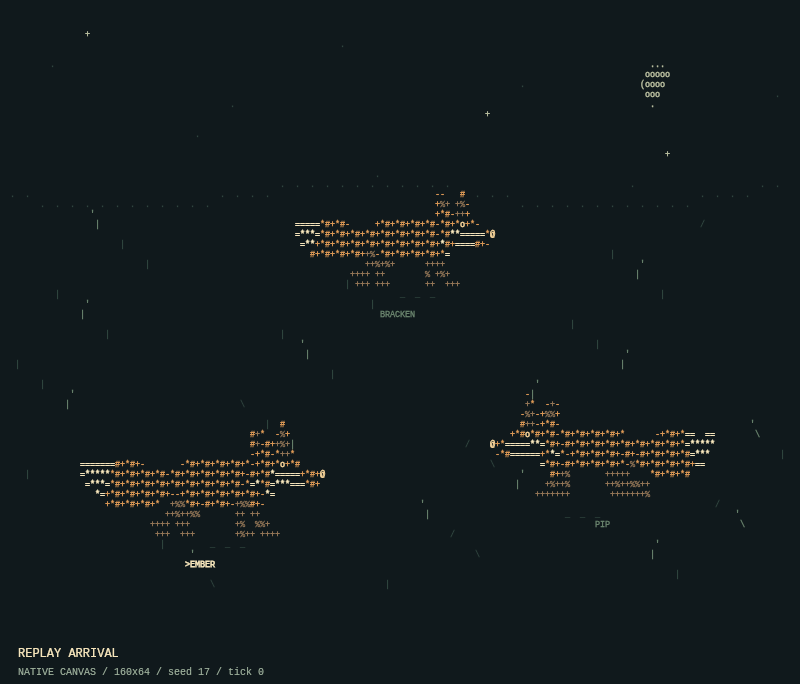 BRACKEN
PIP
>EMBER
REPLAY ARRIVAL
NATIVE CANVAS / 160x64 / seed 17 / tick 0